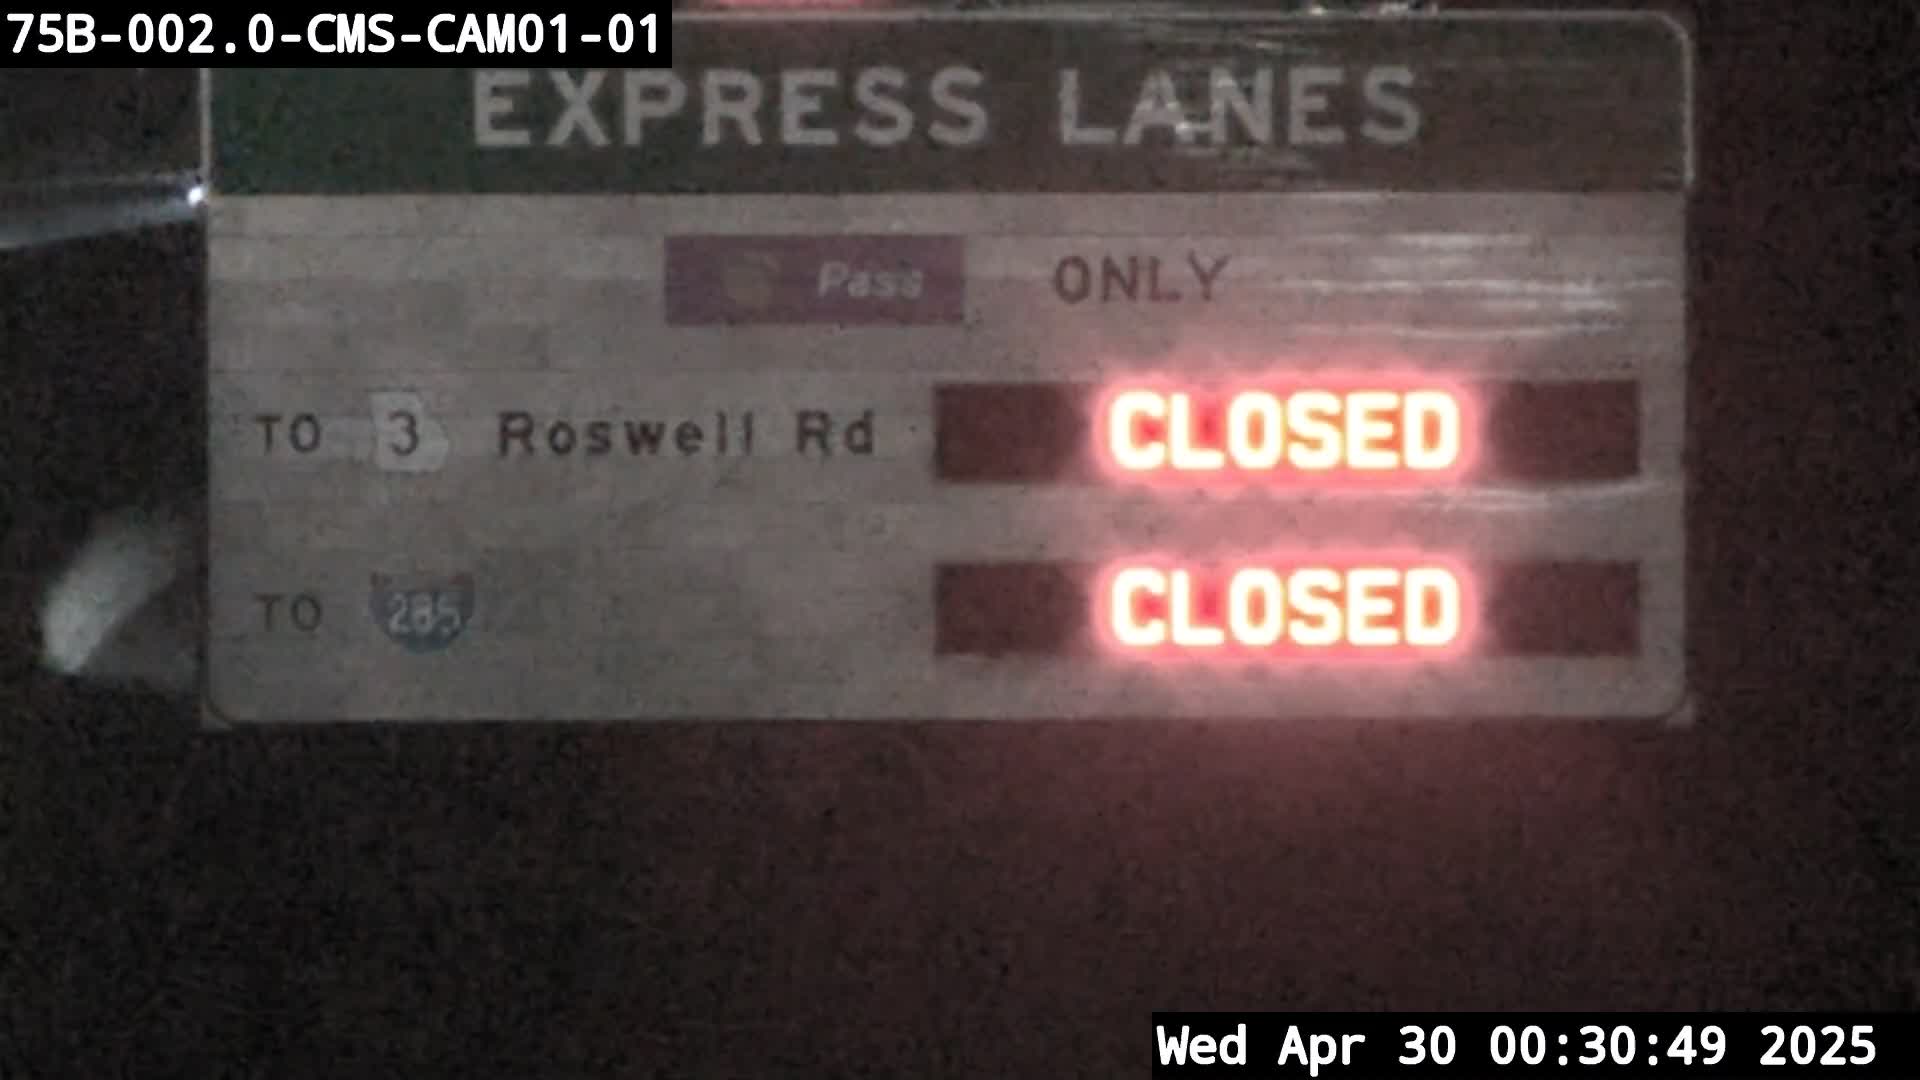 75B-002.0-CMS-CAM01-01
EXPRESS LANES
Pass ONLY
TO 3 Roswell Rd CLOSED
TO 285 CLOSED
Wed Apr 30 00:30:49 2025